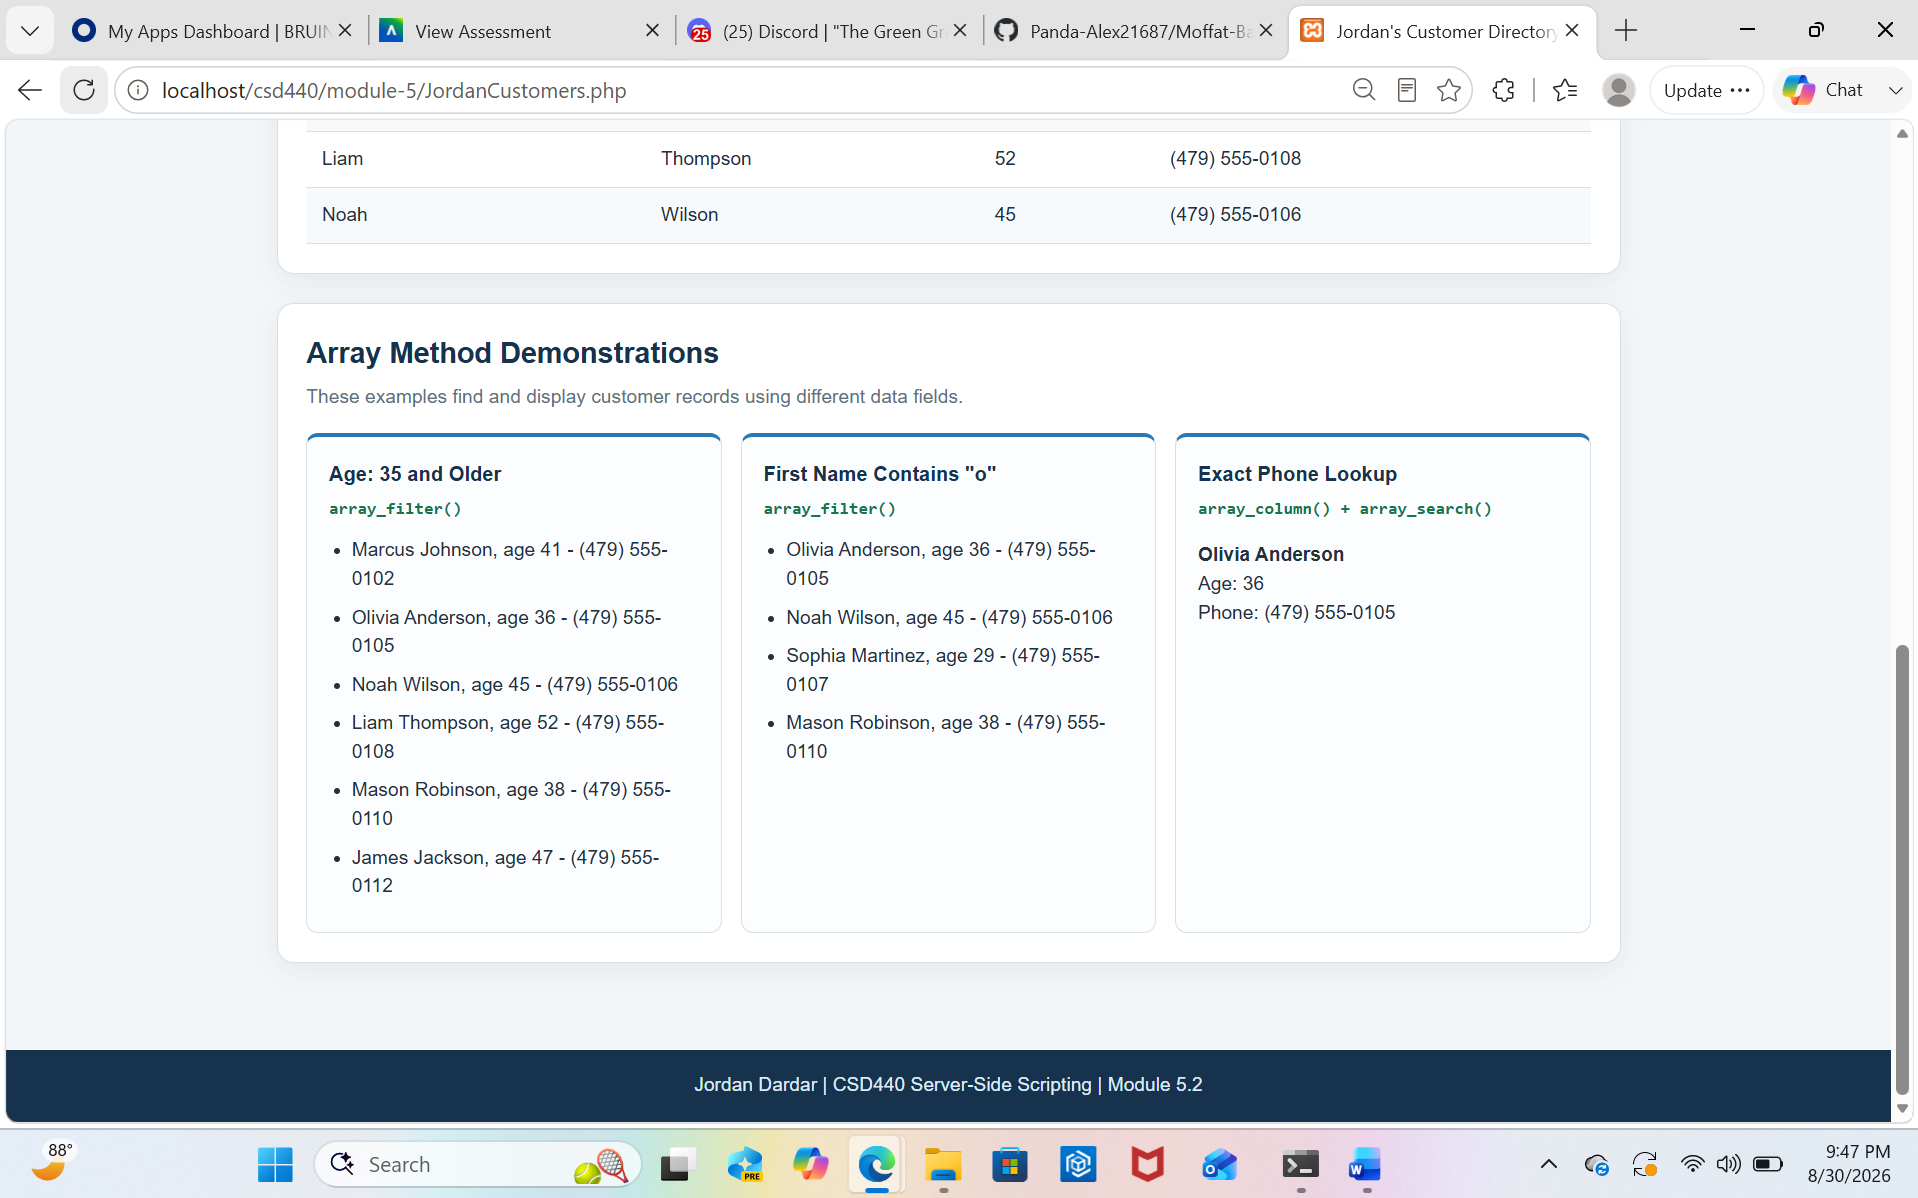 My Apps Dashboard | BRUIN
View Assessment
25
(25) Discord | "The Green Gr
Panda-Alex21687/Moffat-Ba
Jordan's Customer Directory
localhost/csd440/module-5/JordanCustomers.php
Update
Chat
Liam Thompson 52 (479) 555-0108
Noah Wilson 45 (479) 555-0106
Array Method Demonstrations
These examples find and display customer records using different data fields.
Age: 35 and Older
array_filter()
• Marcus Johnson, age 41 - (479) 555-
0102
• Olivia Anderson, age 36 - (479) 555-
0105
• Noah Wilson, age 45 - (479) 555-0106
• Liam Thompson, age 52 - (479) 555-
0108
• Mason Robinson, age 38 - (479) 555-
0110
• James Jackson, age 47 - (479) 555-
0112
First Name Contains "o"
array_filter()
• Olivia Anderson, age 36 - (479) 555-
0105
• Noah Wilson, age 45 - (479) 555-0106
• Sophia Martinez, age 29 - (479) 555-
0107
• Mason Robinson, age 38 - (479) 555-
0110
Exact Phone Lookup
array_column() + array_search()
Olivia Anderson
Age: 36
Phone: (479) 555-0105
Jordan Dardar | CSD440 Server-Side Scripting | Module 5.2
88°
Search
PRE
9:47 PM
8/30/2026